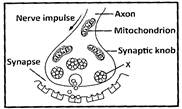 Nerve impulse
Axon
Mitochondrion
Synaptic knob
Synapse
X